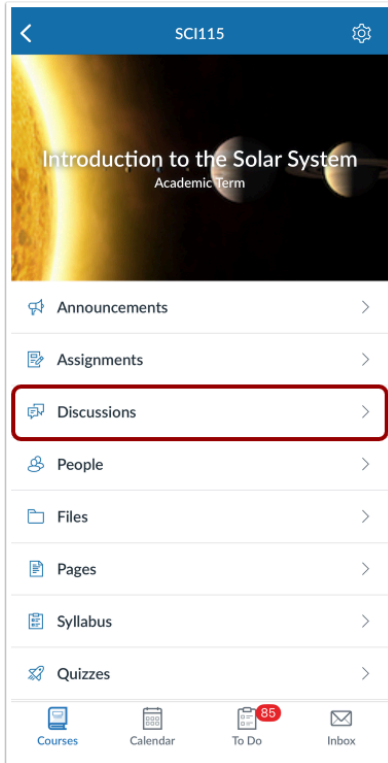 SCI115
Introduction to the Solar System
Academic Term
Announcements
Assignments
Discussions
People
Files
Pages
Syllabus
Quizzes
85
Courses Calendar To Do Inbox